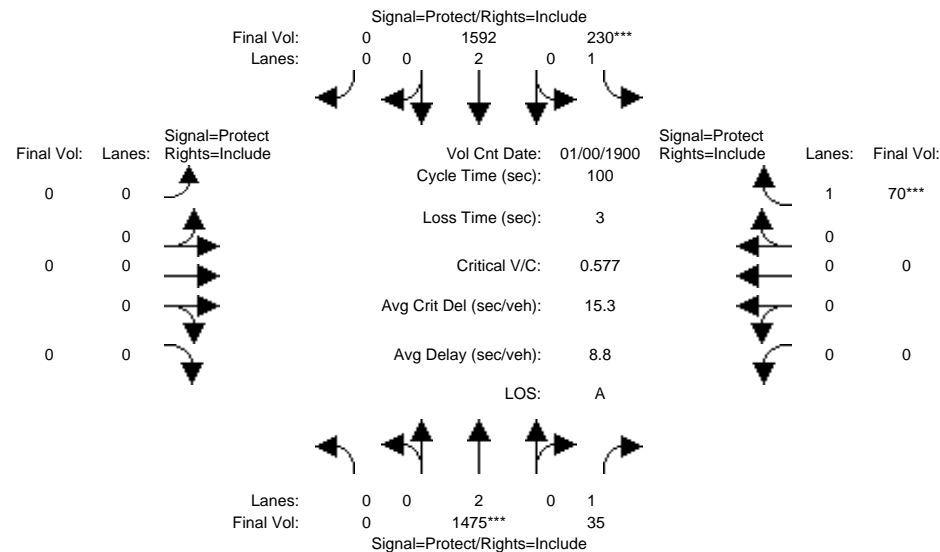 Signal=Protect/Rights=Include
Final Vol: 0 1592 230***
Lanes: 0 0 2 0 1
Signal=Protect
Final Vol: Lanes: Rights=Include
Vol Cnt Date: 01/00/1900
Signal=Protect
Rights=Include Lanes: Final Vol:
Cycle Time (sec): 100
0 0
1 70***
Loss Time (sec): 3
0
0
Critical V/C: 0.577
0 0
0 0
Avg Crit Del (sec/veh): 15.3
0
0
Avg Delay (sec/veh): 8.8
0 0
0 0
LOS: A
Lanes: 0 0 2 0 1
Final Vol: 0 1475*** 35
Signal=Protect/Rights=Include